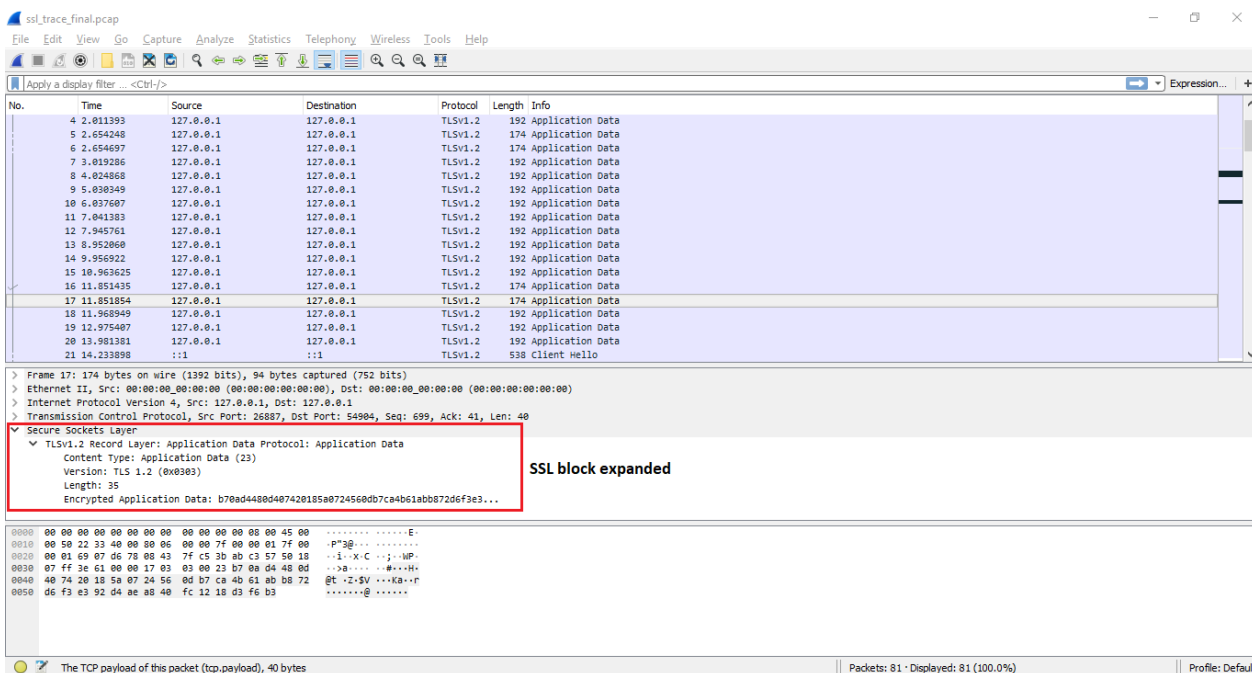 ssl_trace_final.pcap
File Edit View Go Capture Analyze Statistics Telephony Wireless Tools Help
Apply a display filter ... <Ctrl-/>
Expression... +
No. Time Source Destination Protocol Length Info
4 2.011393 127.0.0.1 127.0.0.1 TLSv1.2 192 Application Data
5 2.654248 127.0.0.1 127.0.0.1 TLSv1.2 174 Application Data
6 2.654697 127.0.0.1 127.0.0.1 TLSv1.2 174 Application Data
7 3.019286 127.0.0.1 127.0.0.1 TLSv1.2 192 Application Data
8 4.024868 127.0.0.1 127.0.0.1 TLSv1.2 192 Application Data
9 5.030349 127.0.0.1 127.0.0.1 TLSv1.2 192 Application Data
10 6.037607 127.0.0.1 127.0.0.1 TLSv1.2 192 Application Data
11 7.041383 127.0.0.1 127.0.0.1 TLSv1.2 192 Application Data
12 7.945761 127.0.0.1 127.0.0.1 TLSv1.2 192 Application Data
13 8.952060 127.0.0.1 127.0.0.1 TLSv1.2 192 Application Data
14 9.956922 127.0.0.1 127.0.0.1 TLSv1.2 192 Application Data
15 10.963625 127.0.0.1 127.0.0.1 TLSv1.2 192 Application Data
16 11.851435 127.0.0.1 127.0.0.1 TLSv1.2 174 Application Data
17 11.851854 127.0.0.1 127.0.0.1 TLSv1.2 174 Application Data
18 11.968949 127.0.0.1 127.0.0.1 TLSv1.2 192 Application Data
19 12.975407 127.0.0.1 127.0.0.1 TLSv1.2 192 Application Data
20 13.981381 127.0.0.1 127.0.0.1 TLSv1.2 192 Application Data
21 14.233898 ::1 ::1 TLSv1.2 538 Client Hello
> Frame 17: 174 bytes on wire (1392 bits), 94 bytes captured (752 bits)
> Ethernet II, Src: 00:00:00_00:00:00 (00:00:00:00:00:00), Dst: 00:00:00_00:00:00 (00:00:00:00:00:00)
> Internet Protocol Version 4, Src: 127.0.0.1, Dst: 127.0.0.1
> Transmission Control Protocol, Src Port: 26887, Dst Port: 54904, Seq: 699, Ack: 41, Len: 40
Secure Sockets Layer
TLSv1.2 Record Layer: Application Data Protocol: Application Data
Content Type: Application Data (23)
Version: TLS 1.2 (0x0303)
Length: 35
Encrypted Application Data: b70ad4480d407420185a0724560db7ca4b61abb872d6f3e3...
SSL block expanded
0000 00 00 00 00 00 00 00 00 00 00 00 00 08 00 45 00 ········ ······E·
0010 00 50 22 33 40 00 80 06 00 00 7f 00 00 01 7f 00 ·P"3@··· ········
0020 00 01 69 07 d6 78 08 43 7f c5 3b ab c3 57 50 18 ··i··x·C ··;··WP·
0030 07 ff 3e 61 00 00 17 03 03 00 23 b7 0a d4 48 0d ··>a···· ··#···H·
0040 40 74 20 18 5a 07 24 56 0d b7 ca 4b 61 ab b8 72 @t ·Z·$V ···Ka··r
0050 d6 f3 e3 92 d4 ae a8 40 fc 12 18 d3 f6 b3 ·······@ ······
The TCP payload of this packet (tcp.payload), 40 bytes
Packets: 81 · Displayed: 81 (100.0%)
Profile: Defaul